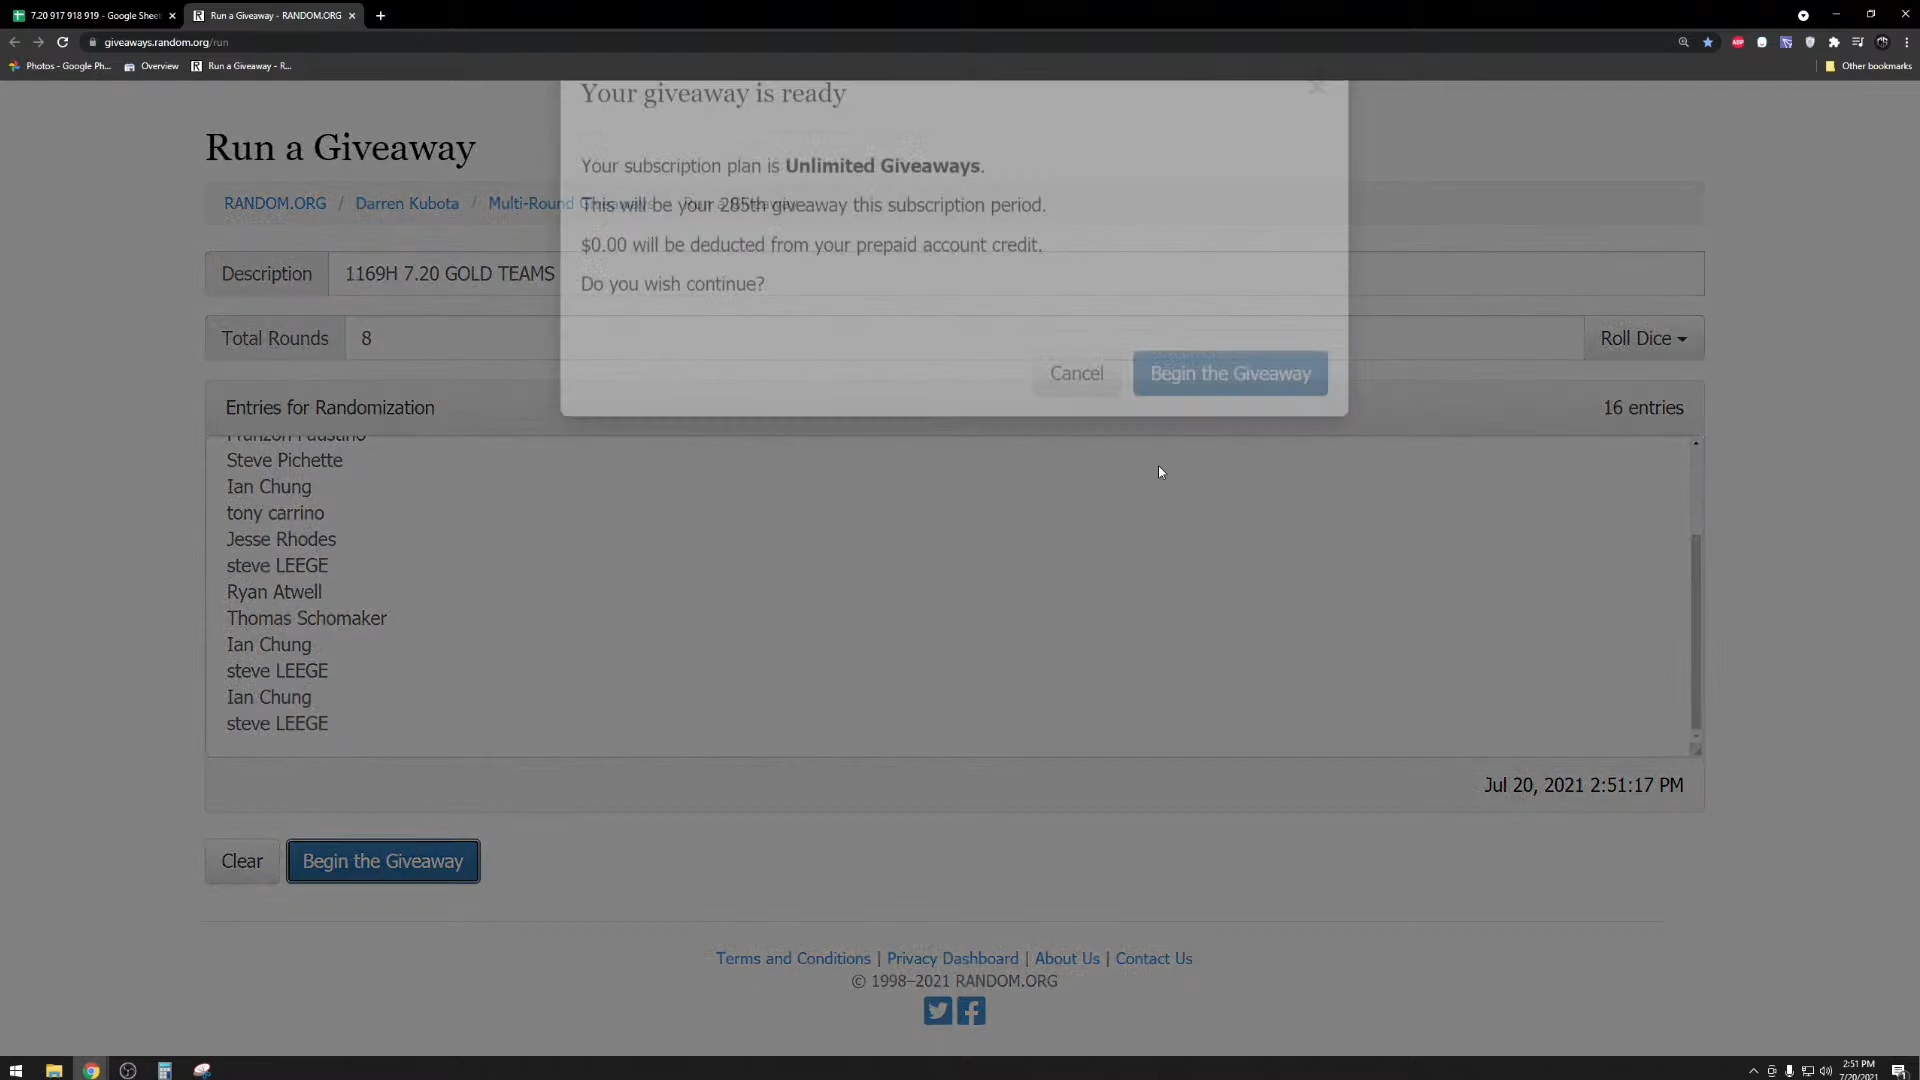 7.20 917 918 919 - Google Sheet
Run a Giveaway - RANDOM.ORG
giveaways.random.org/run
Photos - Google Ph...
Overview
Run a Giveaway - R...
Other bookmarks
Your giveaway is ready
Your subscription plan is Unlimited Giveaways.
This will be your 285th giveaway this subscription period.
$0.00 will be deducted from your prepaid account credit.
Do you wish continue?
Cancel
Begin the Giveaway
Run a Giveaway
RANDOM.ORG / Darren Kubota / Multi-Round
Description
1169H 7.20 GOLD TEAMS
Total Rounds
8
Roll Dice
Entries for Randomization
16 entries
Franzon Faustino
Steve Pichette
Ian Chung
tony carrino
Jesse Rhodes
steve LEEGE
Ryan Atwell
Thomas Schomaker
Ian Chung
steve LEEGE
Ian Chung
steve LEEGE
Jul 20, 2021 2:51:17 PM
Clear
Begin the Giveaway
Terms and Conditions | Privacy Dashboard | About Us | Contact Us
© 1998–2021 RANDOM.ORG
2:51 PM
7/20/2021